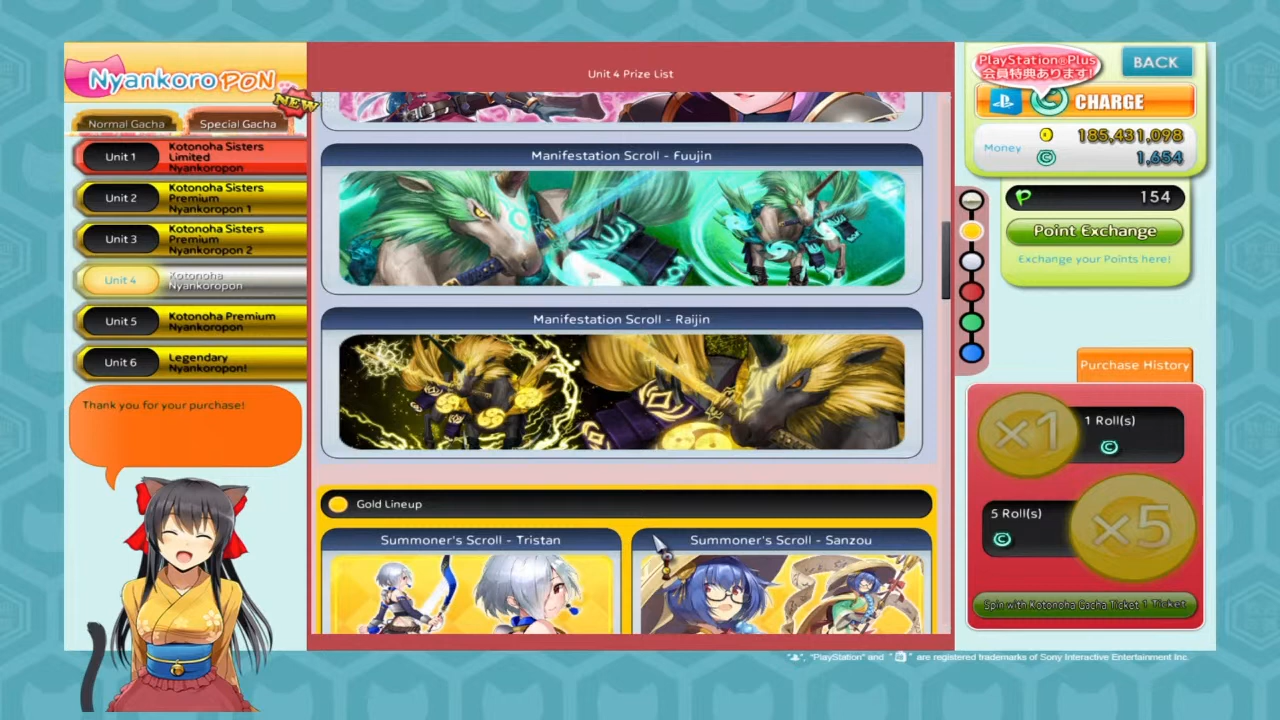 Nyankoro PON
NEW
Normal Gacha
Special Gacha
Unit 1
Kotonoha Sisters
Limited
Nyankoropon
Unit 2
Kotonoha Sisters
Premium
Nyankoropon 1
Unit 3
Kotonoha Sisters
Premium
Nyankoropon 2
Unit 4
Kotonoha
Nyankoropon
Unit 5
Kotonoha Premium
Nyankoropon
Unit 6
Legendary
Nyankoropon!
Thank you for your purchase!
Unit 4 Prize List
Manifestation Scroll - Fuujin
Manifestation Scroll - Raijin
Gold Lineup
Summoner's Scroll - Tristan
Summoner's Scroll - Sanzou
PlayStation®Plus
会員特典あります!
BACK
CHARGE
Money
185,431,098
1,654
P 154
Point Exchange
Exchange your Points here!
Purchase History
x1
1 Roll(s)
5 Roll(s)
x5
Spin with Kotonoha Gacha Ticket 1 Ticket
", "PlayStation" and " " are registered trademarks of Sony Interactive Entertainment Inc.